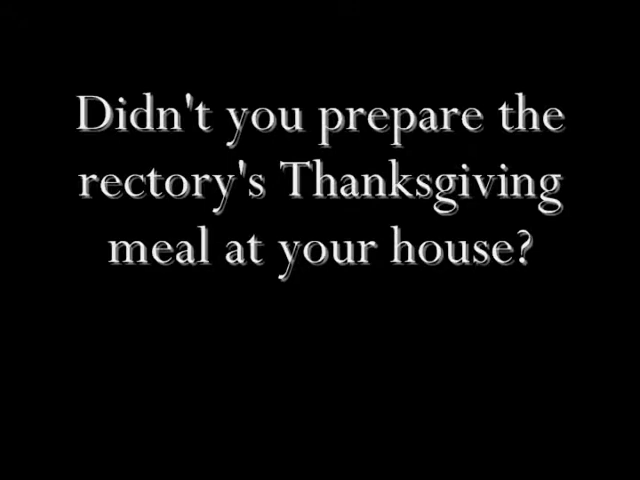 Didn't you prepare the
rectory's Thanksgiving
meal at your house?